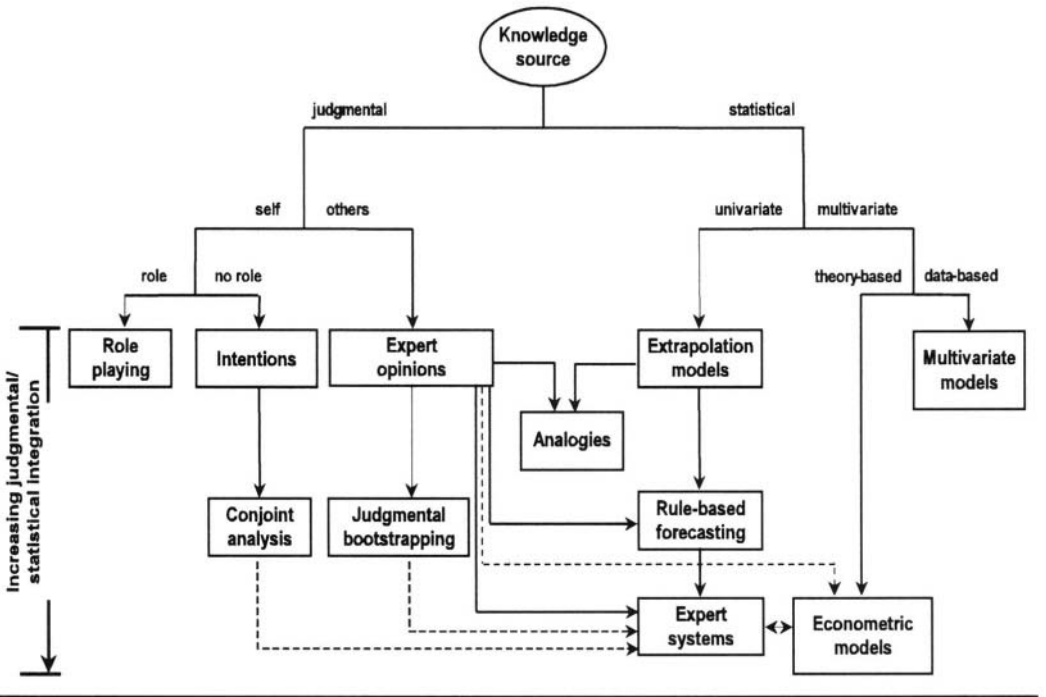 Knowledge
source
judgmental
statistical
self
others
univariate
multivariate
role
no role
theory-based
data-based
Role
playing
Intentions
Expert
opinions
Extrapolation
models
Multivariate
models
Analogies
Conjoint
analysis
Judgmental
bootstrapping
Rule-based
forecasting
Expert
systems
Econometric
models
Increasing judgmental/
statistical integration